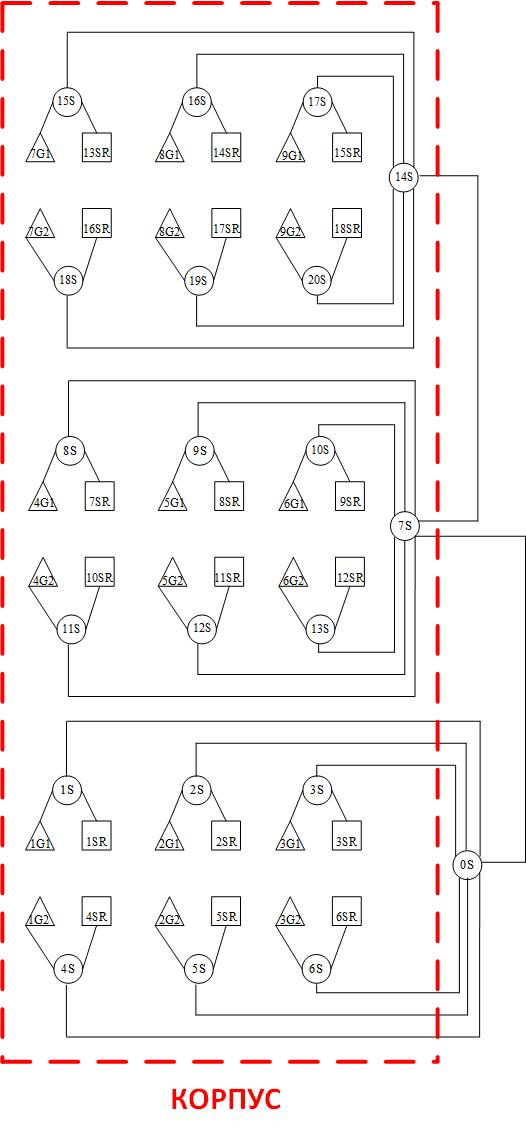 15S 16S 17S
7G1 13SR 8G1 14SR 9G1 15SR
14S
7G2 16SR 8G2 17SR 9G2 18SR
18S 19S 20S
8S 9S 10S
4G1 7SR 5G1 8SR 6G1 9SR
7S
4G2 10SR 5G2 11SR 6G2 12SR
11S 12S 13S
1S 2S 3S
1G1 1SR 2G1 2SR 3G1 3SR
0S
1G2 4SR 2G2 5SR 3G2 6SR
4S 5S 6S
КОРПУС